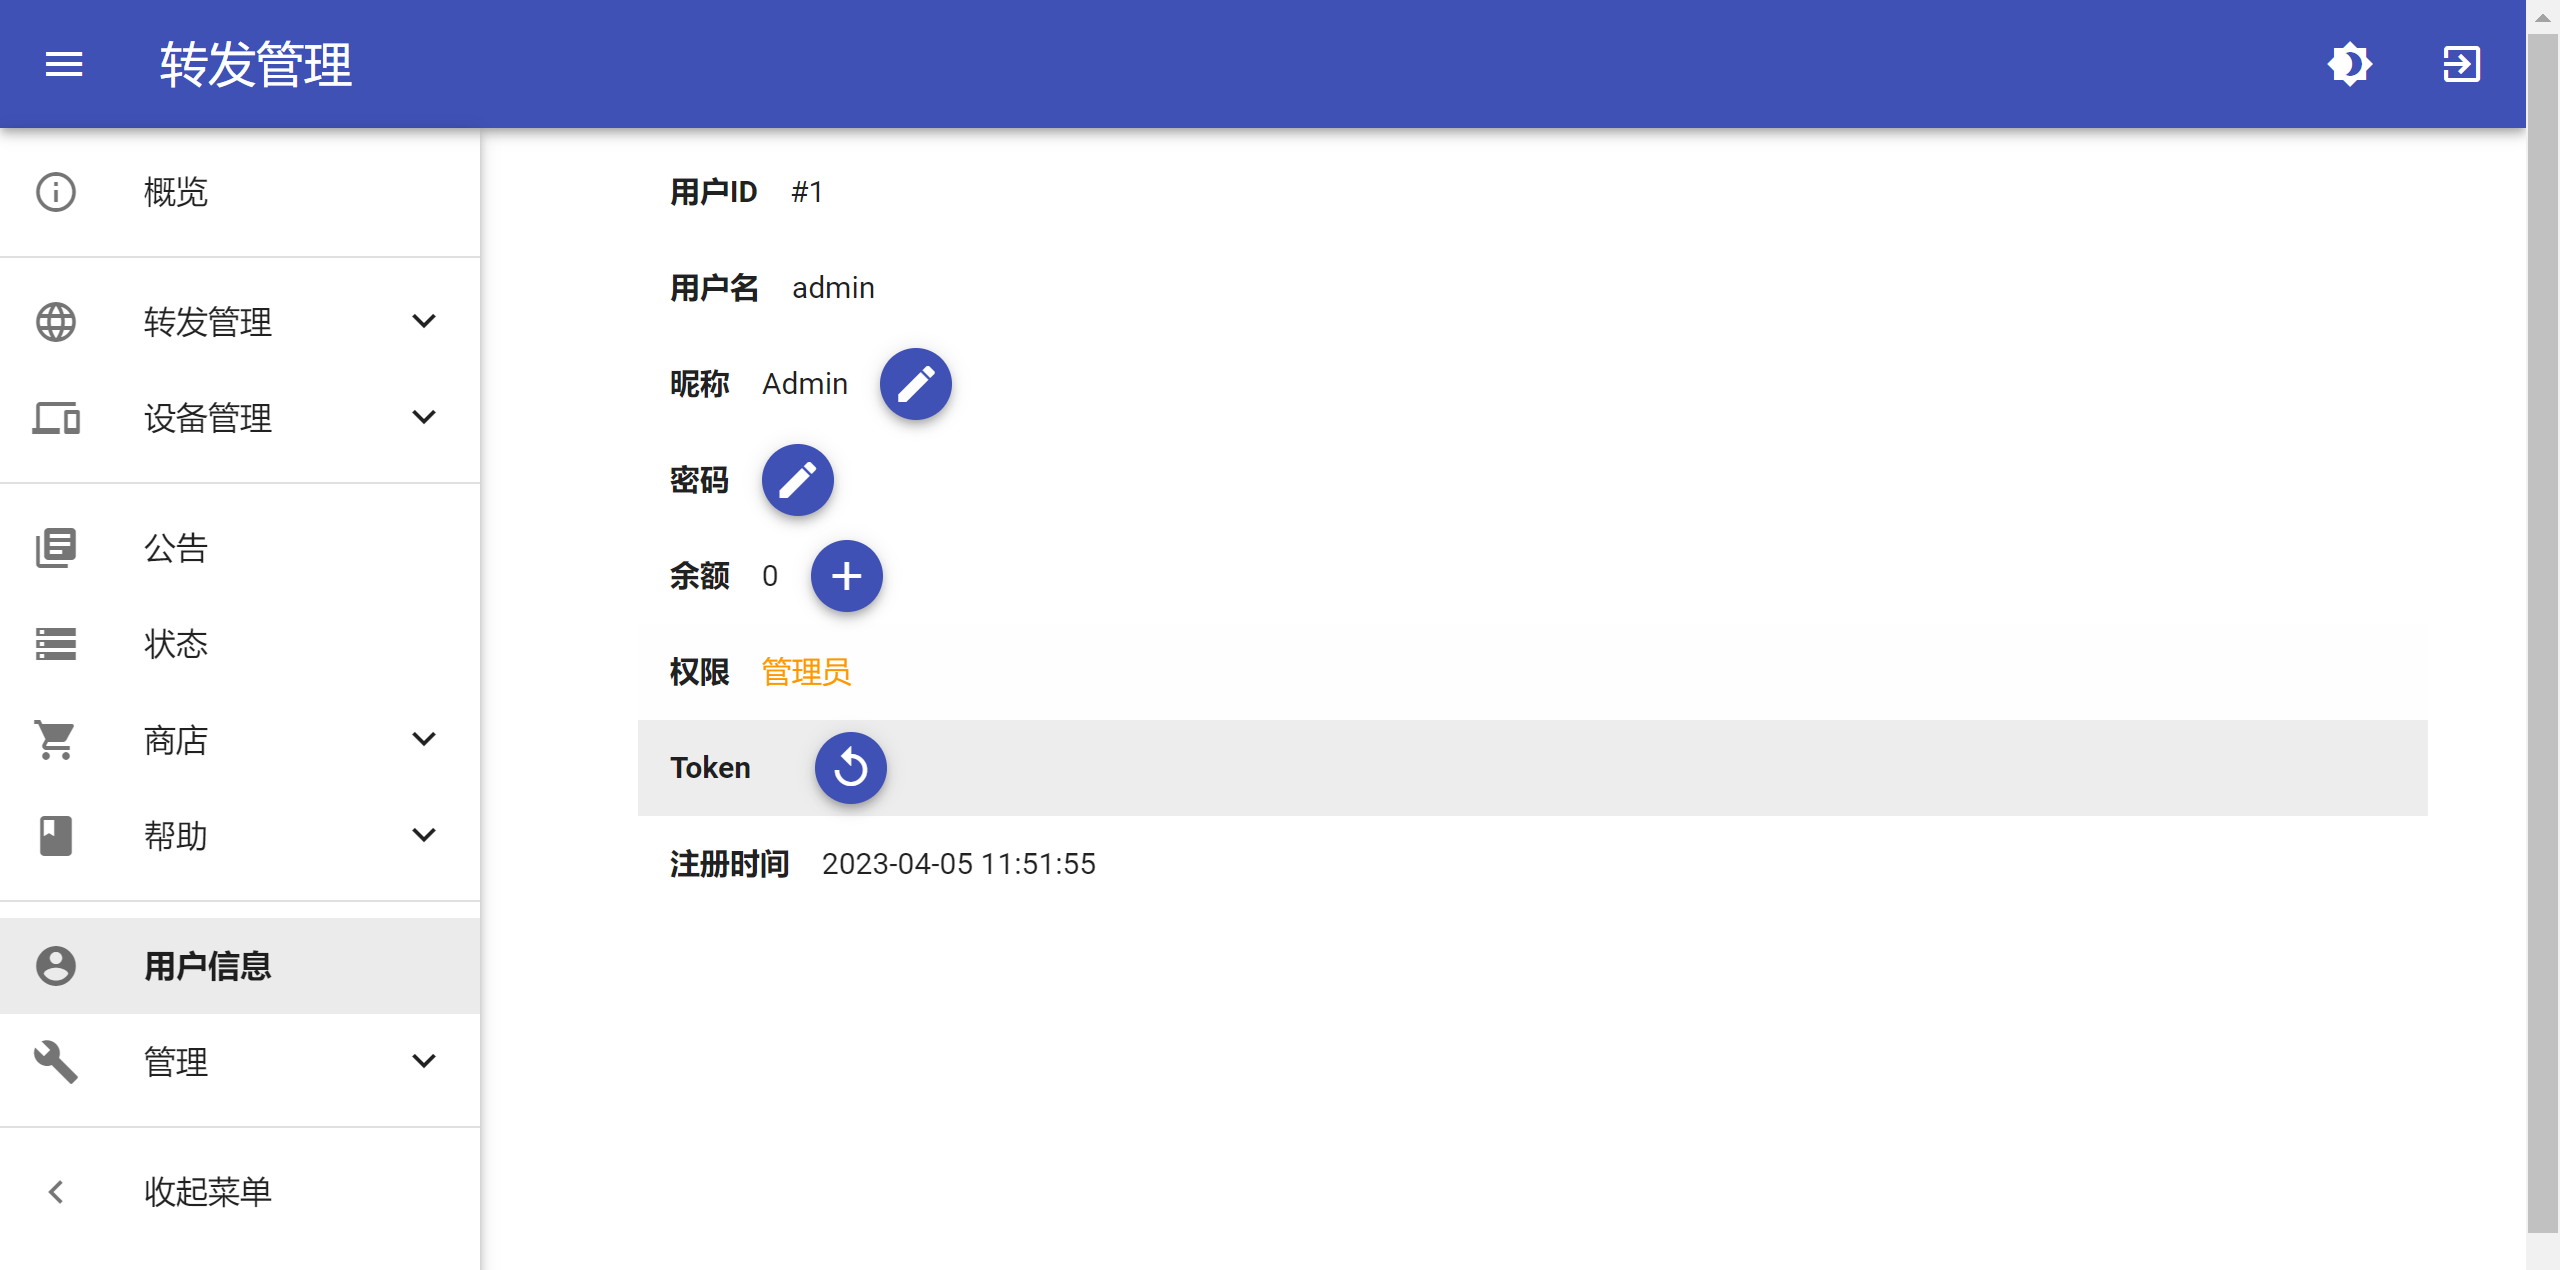 转发管理
概览
转发管理
设备管理
公告
状态
商店
帮助
用户信息
管理
收起菜单
用户ID #1
用户名 admin
昵称 Admin
密码
余额 0
权限 管理员
Token
注册时间 2023-04-05 11:51:55